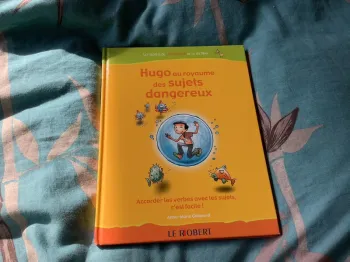 Hugo au royaume
des sujets
dangereux
Accorder les verbes avec les sujets,
c'est facile !
LE ROBERT